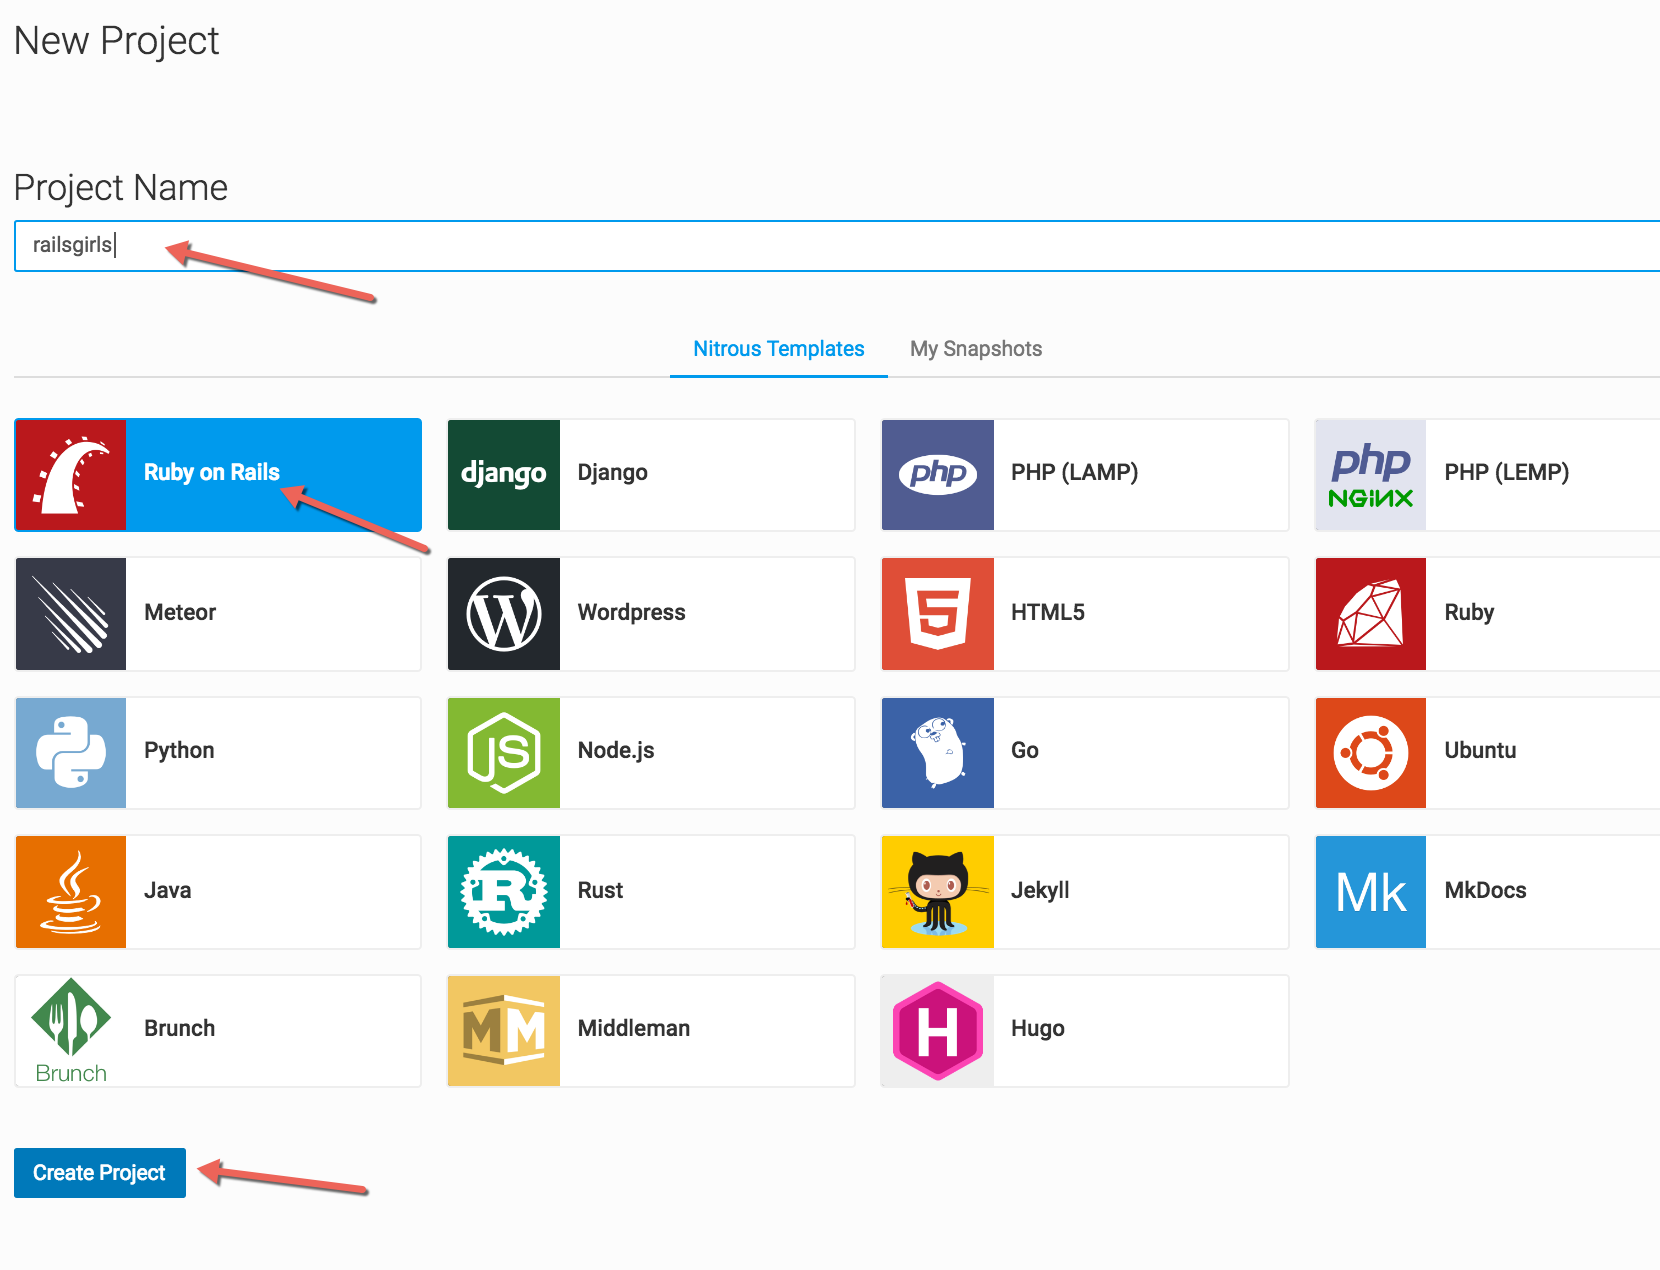 New Project
Project Name
railsgirls
Nitrous Templates My Snapshots
Ruby on Rails
django Django
php PHP (LAMP)
php NGiNX PHP (LEMP)
Meteor
W Wordpress
5 HTML5
Ruby
Python
JS Node.js
Go
Ubuntu
Java
R Rust
Jekyll
Mk MkDocs
Brunch Brunch
MM Middleman
H Hugo
Create Project